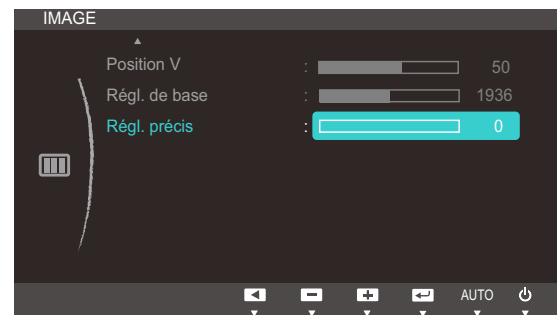 IMAGE
Position V : 50
Régl. de base : 1936
Régl. précis : 0
AUTO